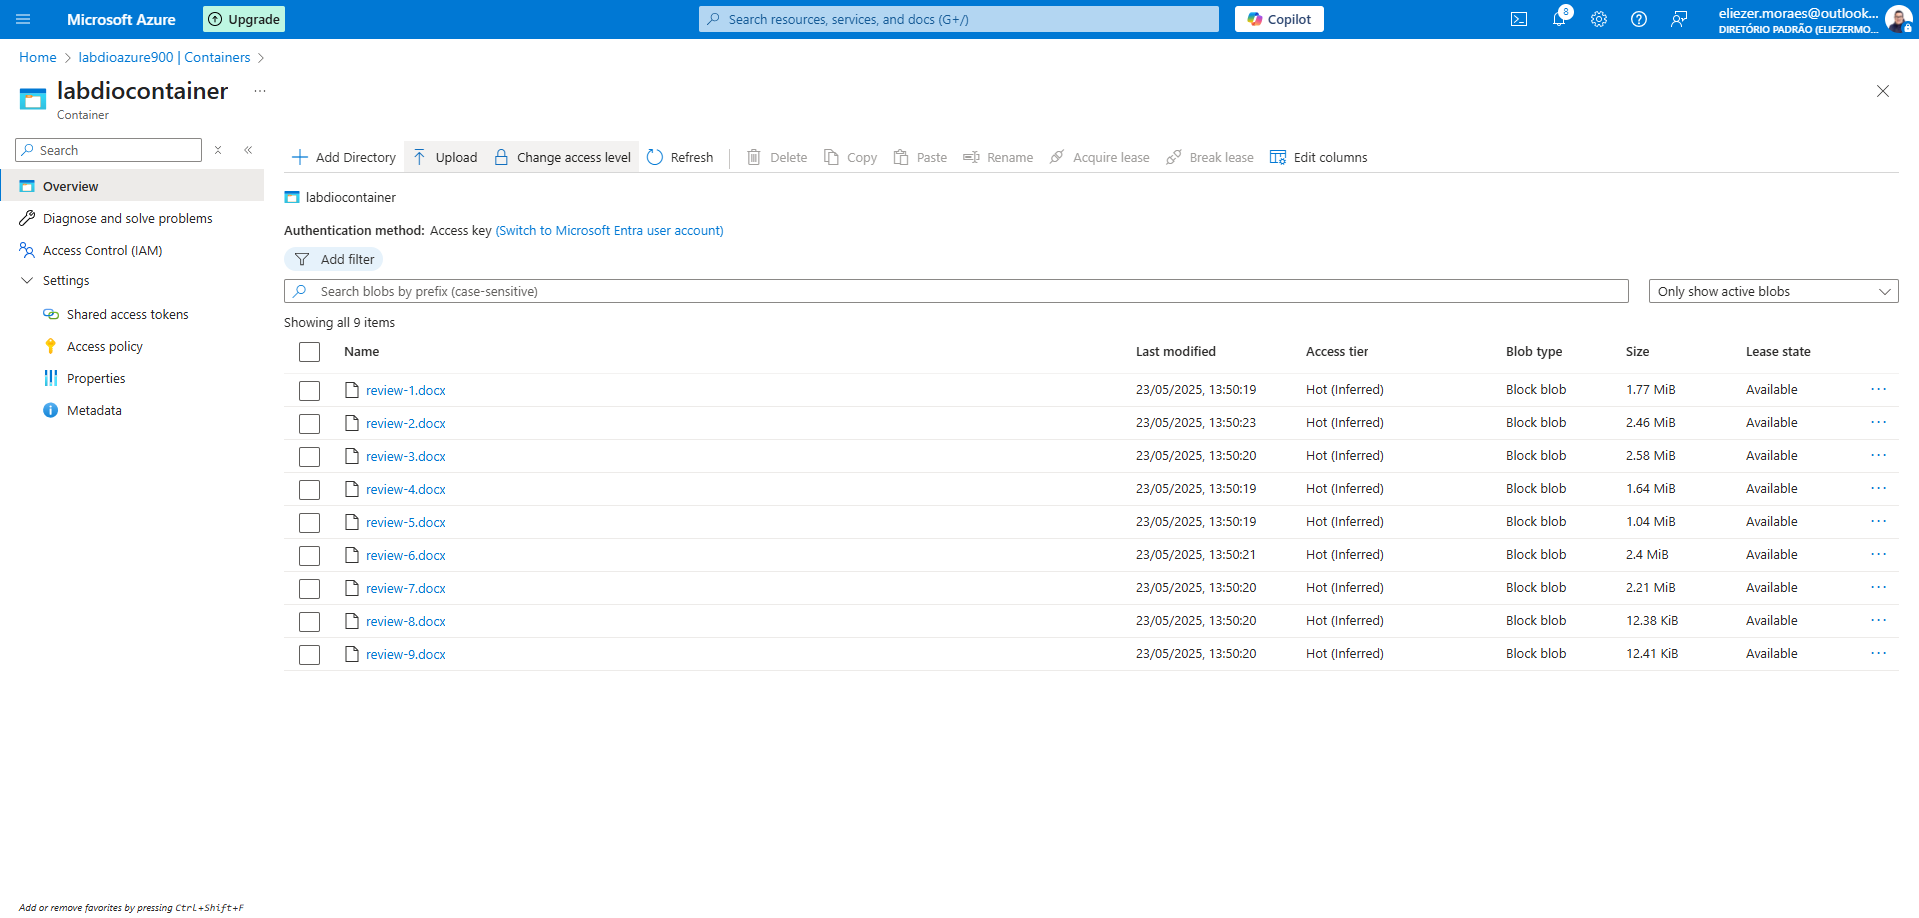 Microsoft Azure
Upgrade
Search resources, services, and docs (G+/)
Copilot
8
eliezer.moraes@outlook...
DIRETÓRIO PADRÃO (ELIEZERMO...
Home > labdioazure900 | Containers >
labdiocontainer ...
Container
Search
Overview
Diagnose and solve problems
Access Control (IAM)
Settings
Shared access tokens
Access policy
Properties
Metadata
Add Directory Upload Change access level Refresh Delete Copy Paste Rename Acquire lease Break lease Edit columns
labdiocontainer
Authentication method: Access key (Switch to Microsoft Entra user account)
Add filter
Search blobs by prefix (case-sensitive)
Only show active blobs
Showing all 9 items
Name Last modified Access tier Blob type Size Lease state
review-1.docx 23/05/2025, 13:50:19 Hot (Inferred) Block blob 1.77 MiB Available ...
review-2.docx 23/05/2025, 13:50:23 Hot (Inferred) Block blob 2.46 MiB Available ...
review-3.docx 23/05/2025, 13:50:20 Hot (Inferred) Block blob 2.58 MiB Available ...
review-4.docx 23/05/2025, 13:50:19 Hot (Inferred) Block blob 1.64 MiB Available ...
review-5.docx 23/05/2025, 13:50:19 Hot (Inferred) Block blob 1.04 MiB Available ...
review-6.docx 23/05/2025, 13:50:21 Hot (Inferred) Block blob 2.4 MiB Available ...
review-7.docx 23/05/2025, 13:50:20 Hot (Inferred) Block blob 2.21 MiB Available ...
review-8.docx 23/05/2025, 13:50:20 Hot (Inferred) Block blob 12.38 KiB Available ...
review-9.docx 23/05/2025, 13:50:20 Hot (Inferred) Block blob 12.41 KiB Available ...
Add or remove favorites by pressing Ctrl+Shift+F